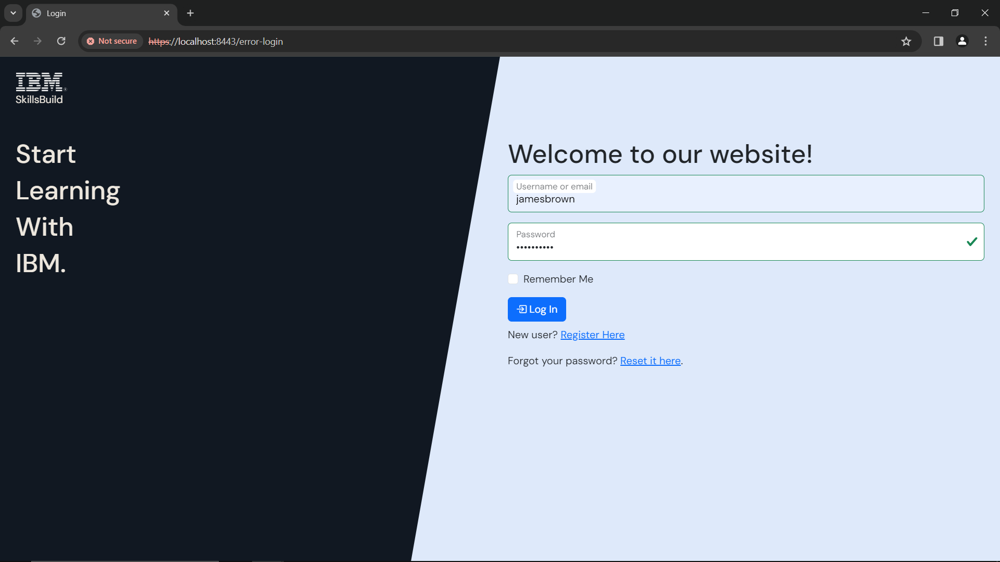 Login
Not secure
https://localhost:8443/error-login
IBM
SkillsBuild
Start
Learning
With
IBM.
Welcome to our website!
Username or email
jamesbrown
Password
••••••••••
Remember Me
Log In
New user? Register Here
Forgot your password? Reset it here.